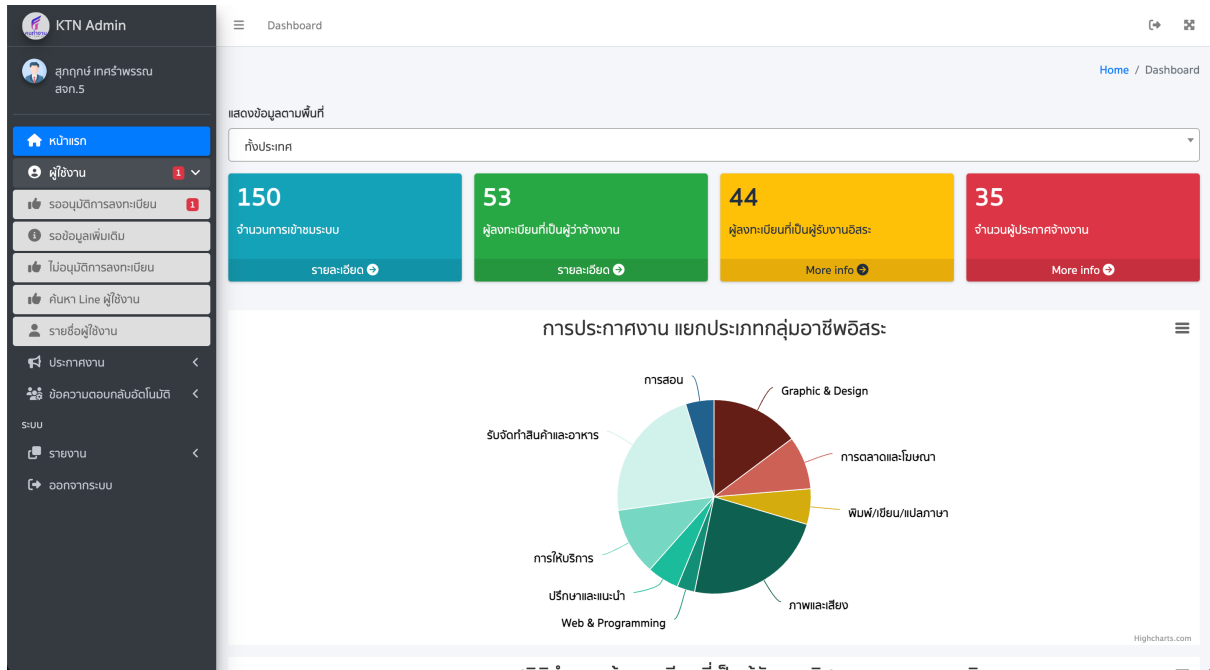 KTN Admin
Dashboard
สุกฤกษ์ เทศรำพรรณ
สจก.5
Home / Dashboard
หน้าแรก
ผู้ใช้งาน 1
รออนุมัติการลงทะเบียน 1
รอข้อมูลเพิ่มเติม
ไม่อนุมัติการลงทะเบียน
ค้นหา Line ผู้ใช้งาน
รายชื่อผู้ใช้งาน
ประกาศงาน
ข้อความตอบกลับอัตโนมัติ
ระบบ
รายงาน
ออกจากระบบ
แสดงข้อมูลตามพื้นที่
ทั้งประเทศ
150
จำนวนการเข้าชมระบบ
รายละเอียด
53
ผู้ลงทะเบียนที่เป็นผู้ว่าจ้างงาน
รายละเอียด
44
ผู้ลงทะเบียนที่เป็นผู้รับงานอิสระ
More info
35
จำนวนผู้ประกาศจ้างงาน
More info
การประกาศงาน แยกประเภทกลุ่มอาชีพอิสระ
การสอน
Graphic & Design
รับจัดทำสินค้าและอาหาร
การตลาดและโฆษณา
พิมพ์/เขียน/แปลภาษา
การให้บริการ
ปรึกษาและแนะนำ
ภาพและเสียง
Web & Programming
Highcharts.com